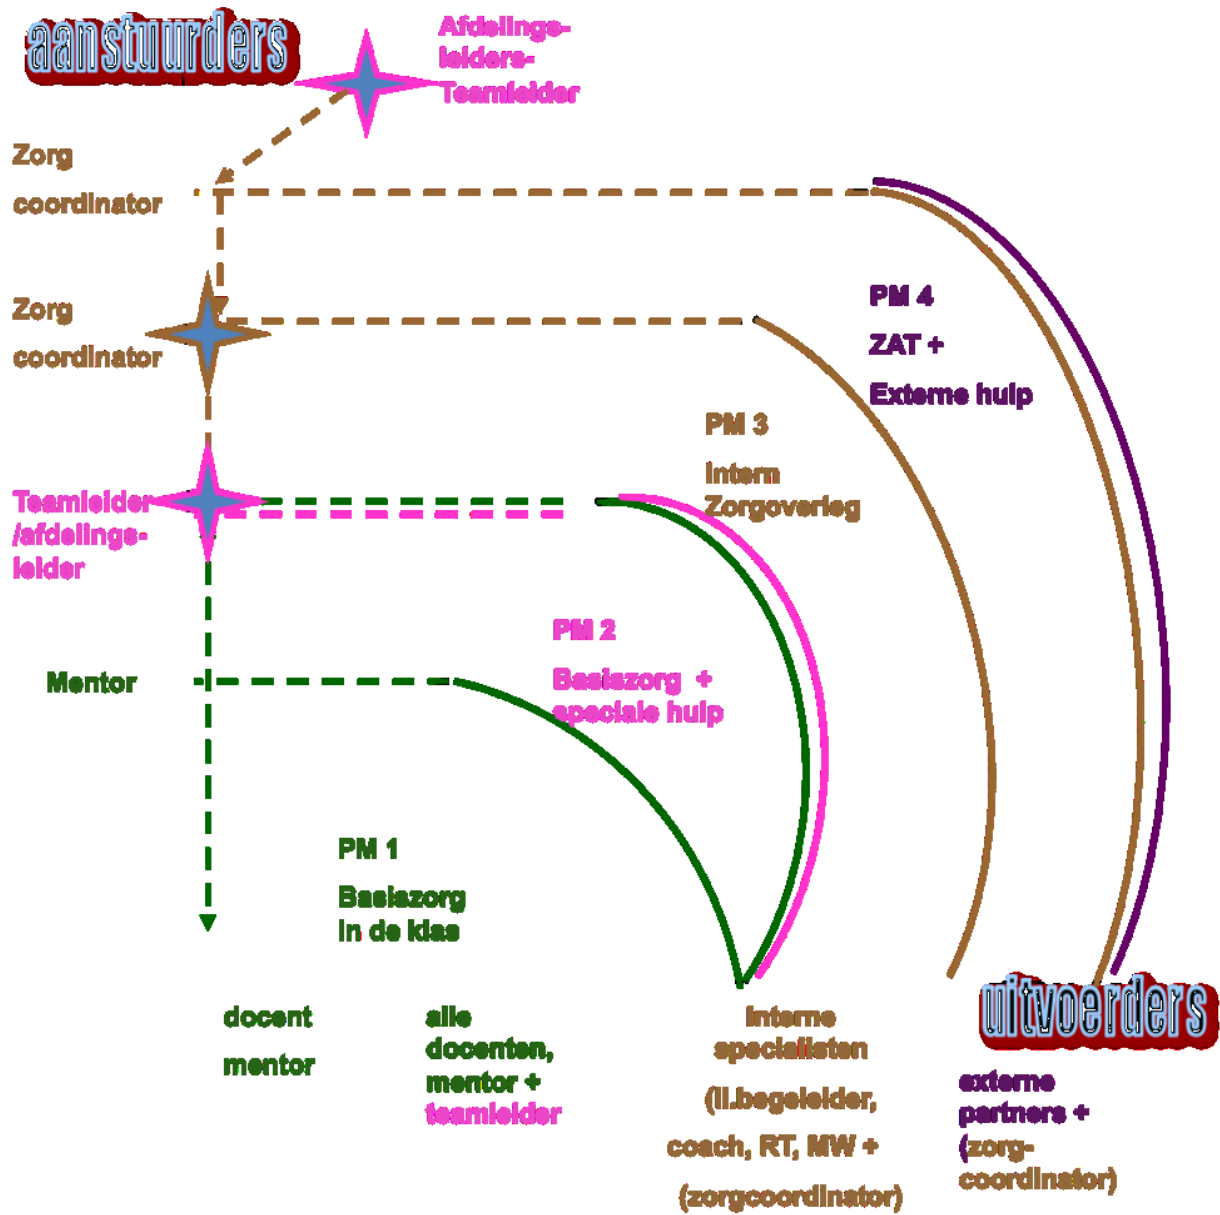 aanstuurders
Afdelings-
leiders-
Teamleider
Zorg
coordinator
Zorg
coordinator
PM 4
ZAT +
Externe hulp
PM 3
Intern
Zorgoverleg
Teamleider
/afdelings-
leider
PM 2
Basiszorg +
speciale hulp
Mentor
PM 1
Basiszorg
in de klas
docent
mentor
alle
docenten,
mentor +
teamleider
Interne
specialisten
(ll.begeleider,
coach, RT, MW +
(zorgcoordinator)
uitvoerders
externe
partners +
(zorg-
coordinator)